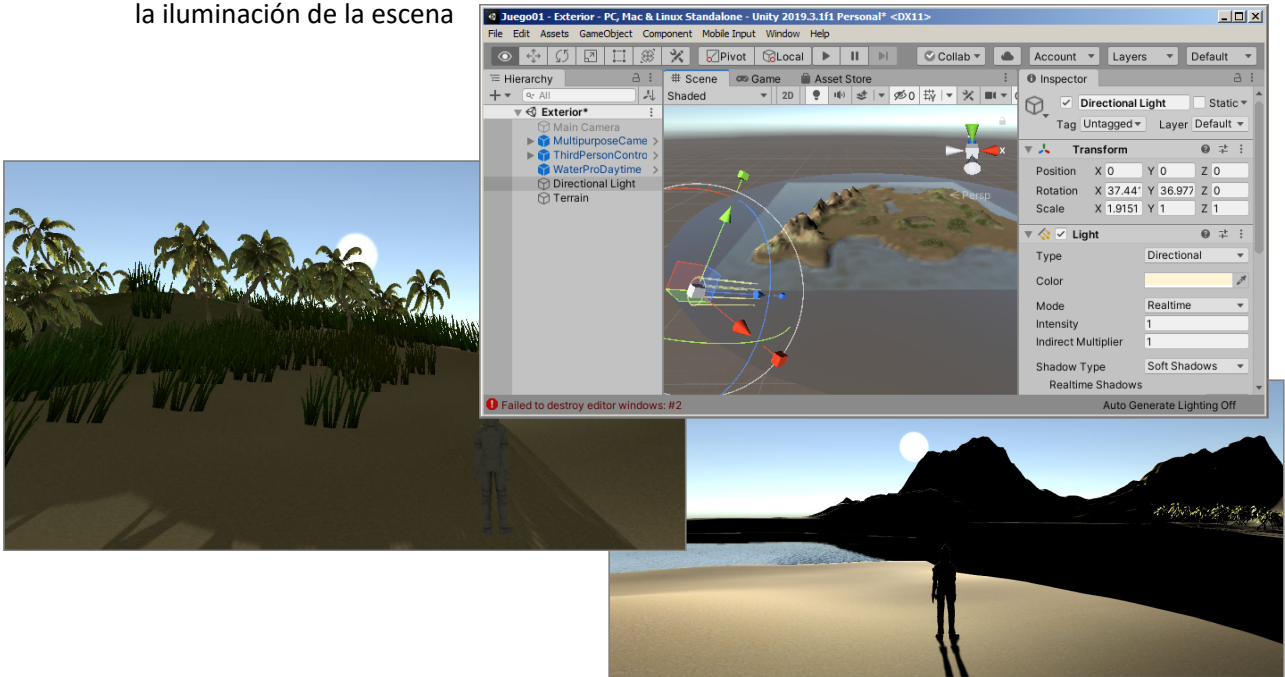 la iluminación de la escena
Juego01 - Exterior - PC, Mac & Linux Standalone - Unity 2019.3.1f1 Personal* <DX11>
File Edit Assets GameObject Component Mobile Input Window Help
Pivot Local Collab Account Layers Default
Hierarchy
All
Exterior*
Main Camera
MultipurposeCame
ThirdPersonContro
WaterProDaytime
Directional Light
Terrain
# Scene Game Asset Store
Shaded 2D 0
x
< Persp
Inspector
Directional Light Static
Tag Untagged Layer Default
Transform
Position X 0 Y 0 Z 0
Rotation X 37.44 Y 36.977 Z 0
Scale X 1.9151 Y 1 Z 1
Light
Type Directional
Color
Mode Realtime
Intensity 1
Indirect Multiplier 1
Shadow Type Soft Shadows
Realtime Shadows
Failed to destroy editor windows: #2
Auto Generate Lighting Off